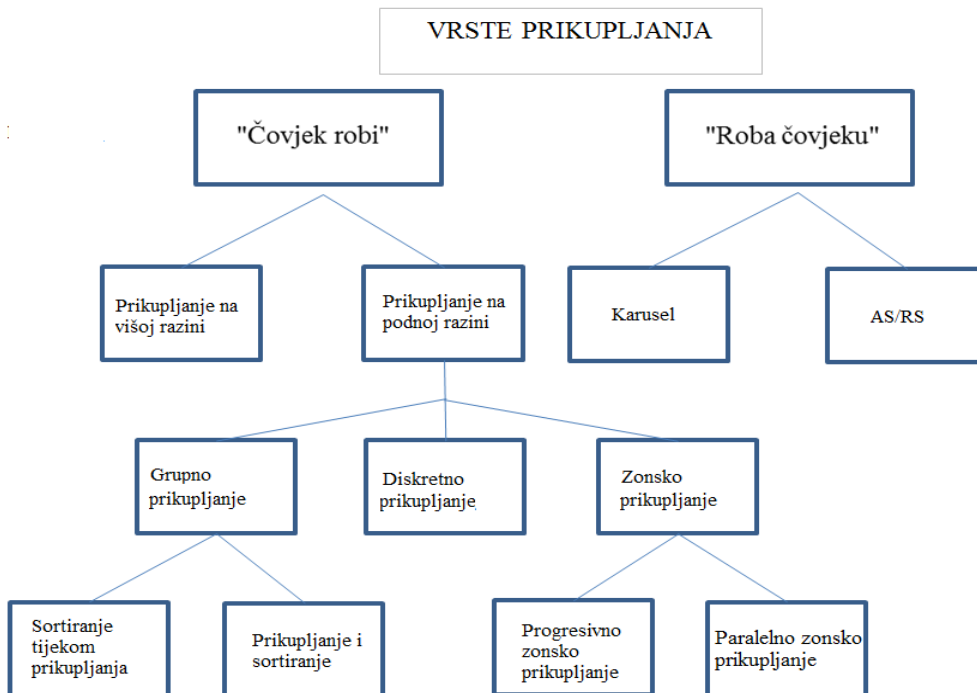 VRSTE PRIKUPLJANJA
"Čovjek robi"
"Roba čovjeku"
Prikupljanje na
višoj razini
Prikupljanje na
podnoj razini
Karusel
AS/RS
Grupno
prikupljanje
Diskretno
prikupljanje
Zonsko
prikupljanje
Sortiranje
tijekom
prikupljanja
Prikupljanje i
sortiranje
Progresivno
zonsko
prikupljanje
Paralelno zonsko
prikupljanje